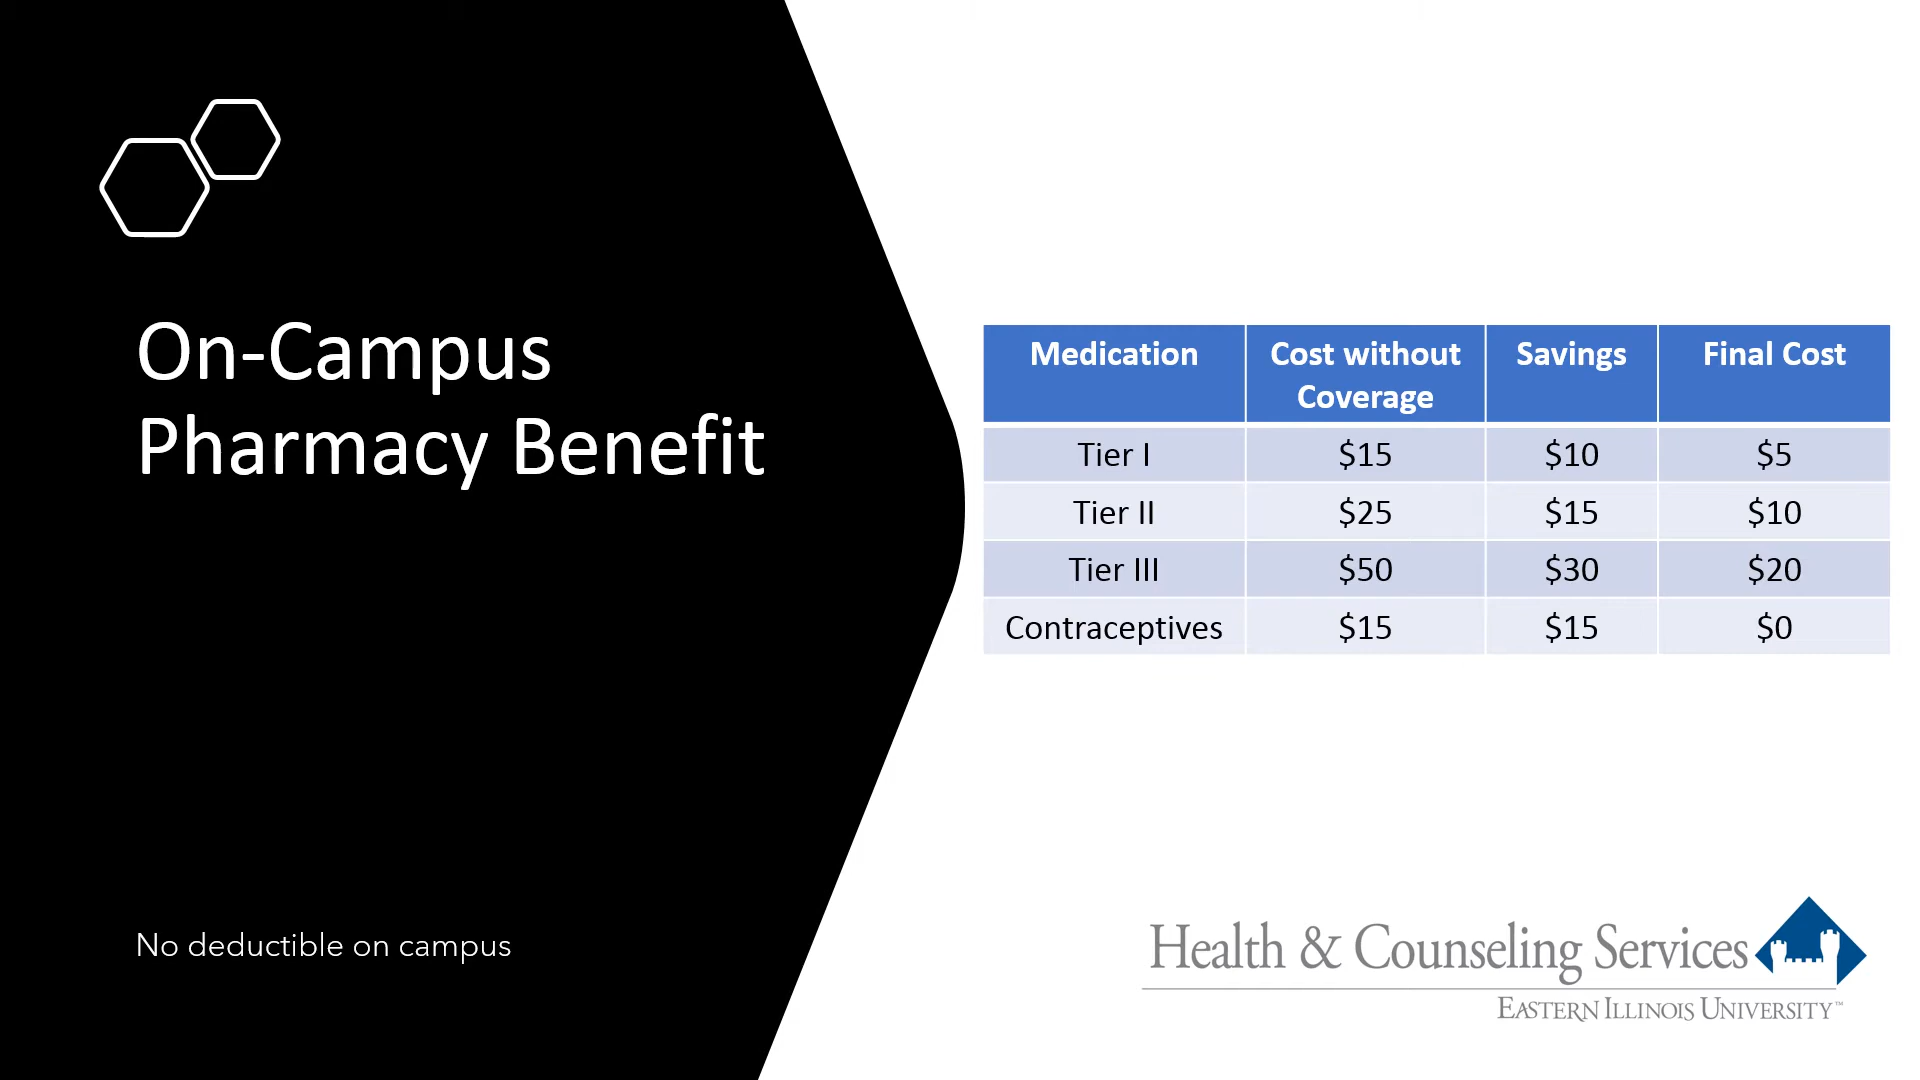 On-Campus
Pharmacy Benefit
No deductible on campus
Medication Cost without Coverage Savings Final Cost
Tier I $15 $10 $5
Tier II $25 $15 $10
Tier III $50 $30 $20
Contraceptives $15 $15 $0
Health & Counseling Services
EASTERN ILLINOIS UNIVERSITY™